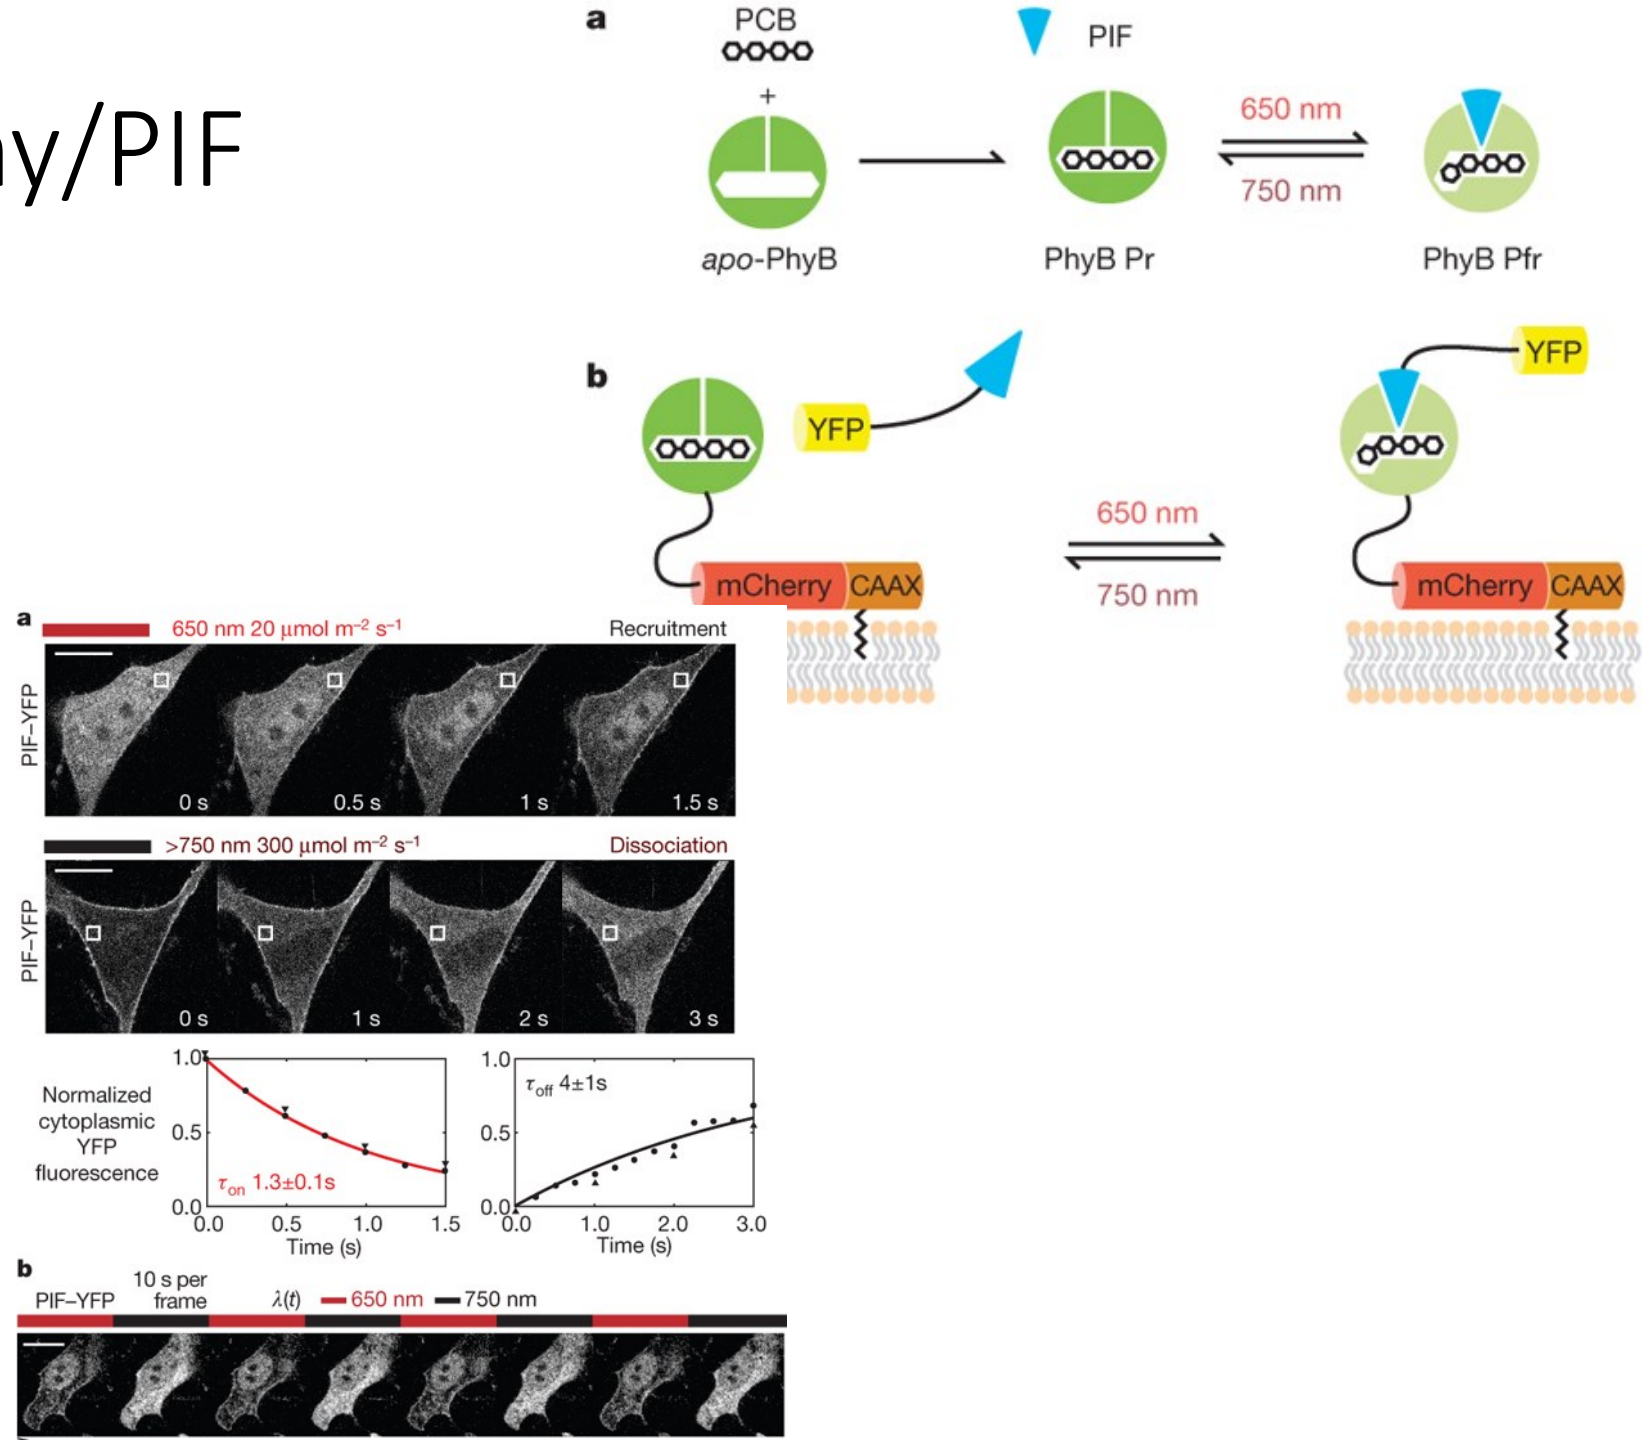 hy/PIF
a
PCB
+
apo-PhyB
PIF
PhyB Pr
650 nm
750 nm
PhyB Pfr
b
YFP
mCherry CAAX
650 nm
750 nm
YFP
mCherry CAAX
a
650 nm 20 μmol m⁻² s⁻¹ Recruitment
PIF–YFP
0 s 0.5 s 1 s 1.5 s
>750 nm 300 μmol m⁻² s⁻¹ Dissociation
PIF–YFP
0 s 1 s 2 s 3 s
Normalized
cytoplasmic
YFP
fluorescence
1.0
0.5
0.0
τon 1.3±0.1s
0.0 0.5 1.0 1.5
Time (s)
1.0
0.5
0.0
τoff 4±1s
0.0 1.0 2.0 3.0
Time (s)
b
PIF–YFP
10 s per
frame
λ(t) 650 nm 750 nm